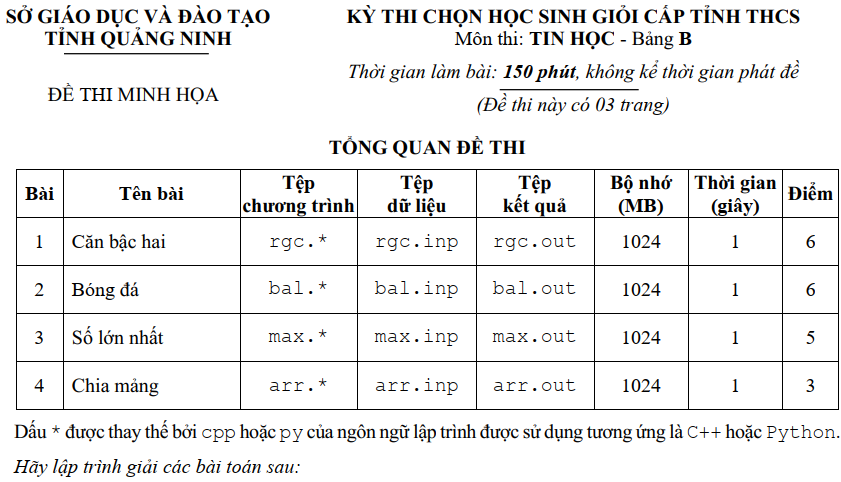 SỞ GIÁO DỤC VÀ ĐÀO TẠO
TỈNH QUẢNG NINH
ĐỀ THI MINH HỌA
KỲ THI CHỌN HỌC SINH GIỎI CẤP TỈNH THCS
Môn thi: TIN HỌC - Bảng B
Thời gian làm bài: 150 phút, không kể thời gian phát đề
(Đề thi này có 03 trang)
TỔNG QUAN ĐỀ THI
Bài Tên bài Tệp chương trình Tệp dữ liệu Tệp kết quả Bộ nhớ (MB) Thời gian (giây) Điểm
1 Căn bậc hai rgc.* rgc.inp rgc.out 1024 1 6
2 Bóng đá bal.* bal.inp bal.out 1024 1 6
3 Số lớn nhất max.* max.inp max.out 1024 1 5
4 Chia mảng arr.* arr.inp arr.out 1024 1 3
Dấu * được thay thế bởi cpp hoặc py của ngôn ngữ lập trình được sử dụng tương ứng là C++ hoặc Python.
Hãy lập trình giải các bài toán sau: